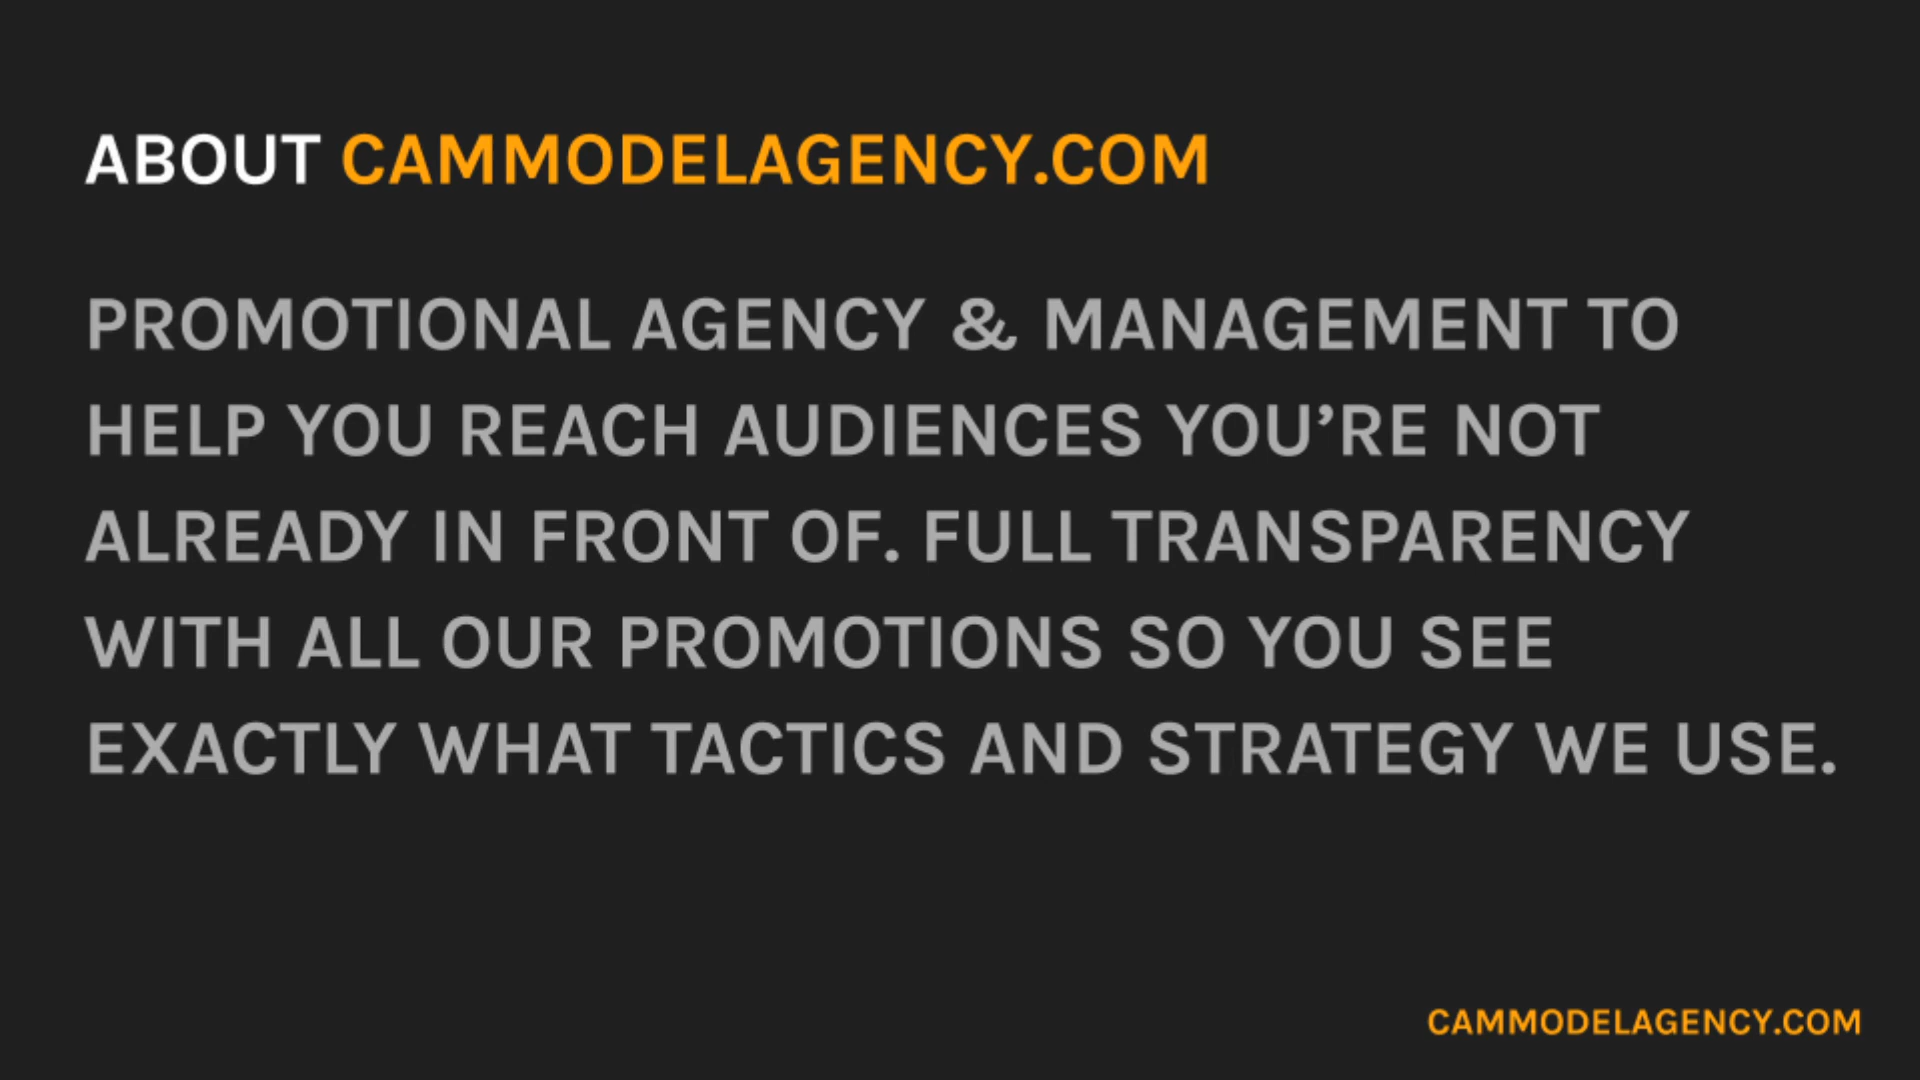 ABOUT CAMMODELAGENCY.COM
PROMOTIONAL AGENCY & MANAGEMENT TO
HELP YOU REACH AUDIENCES YOU’RE NOT
ALREADY IN FRONT OF. FULL TRANSPARENCY
WITH ALL OUR PROMOTIONS SO YOU SEE
EXACTLY WHAT TACTICS AND STRATEGY WE USE.
CAMMODELAGENCY.COM